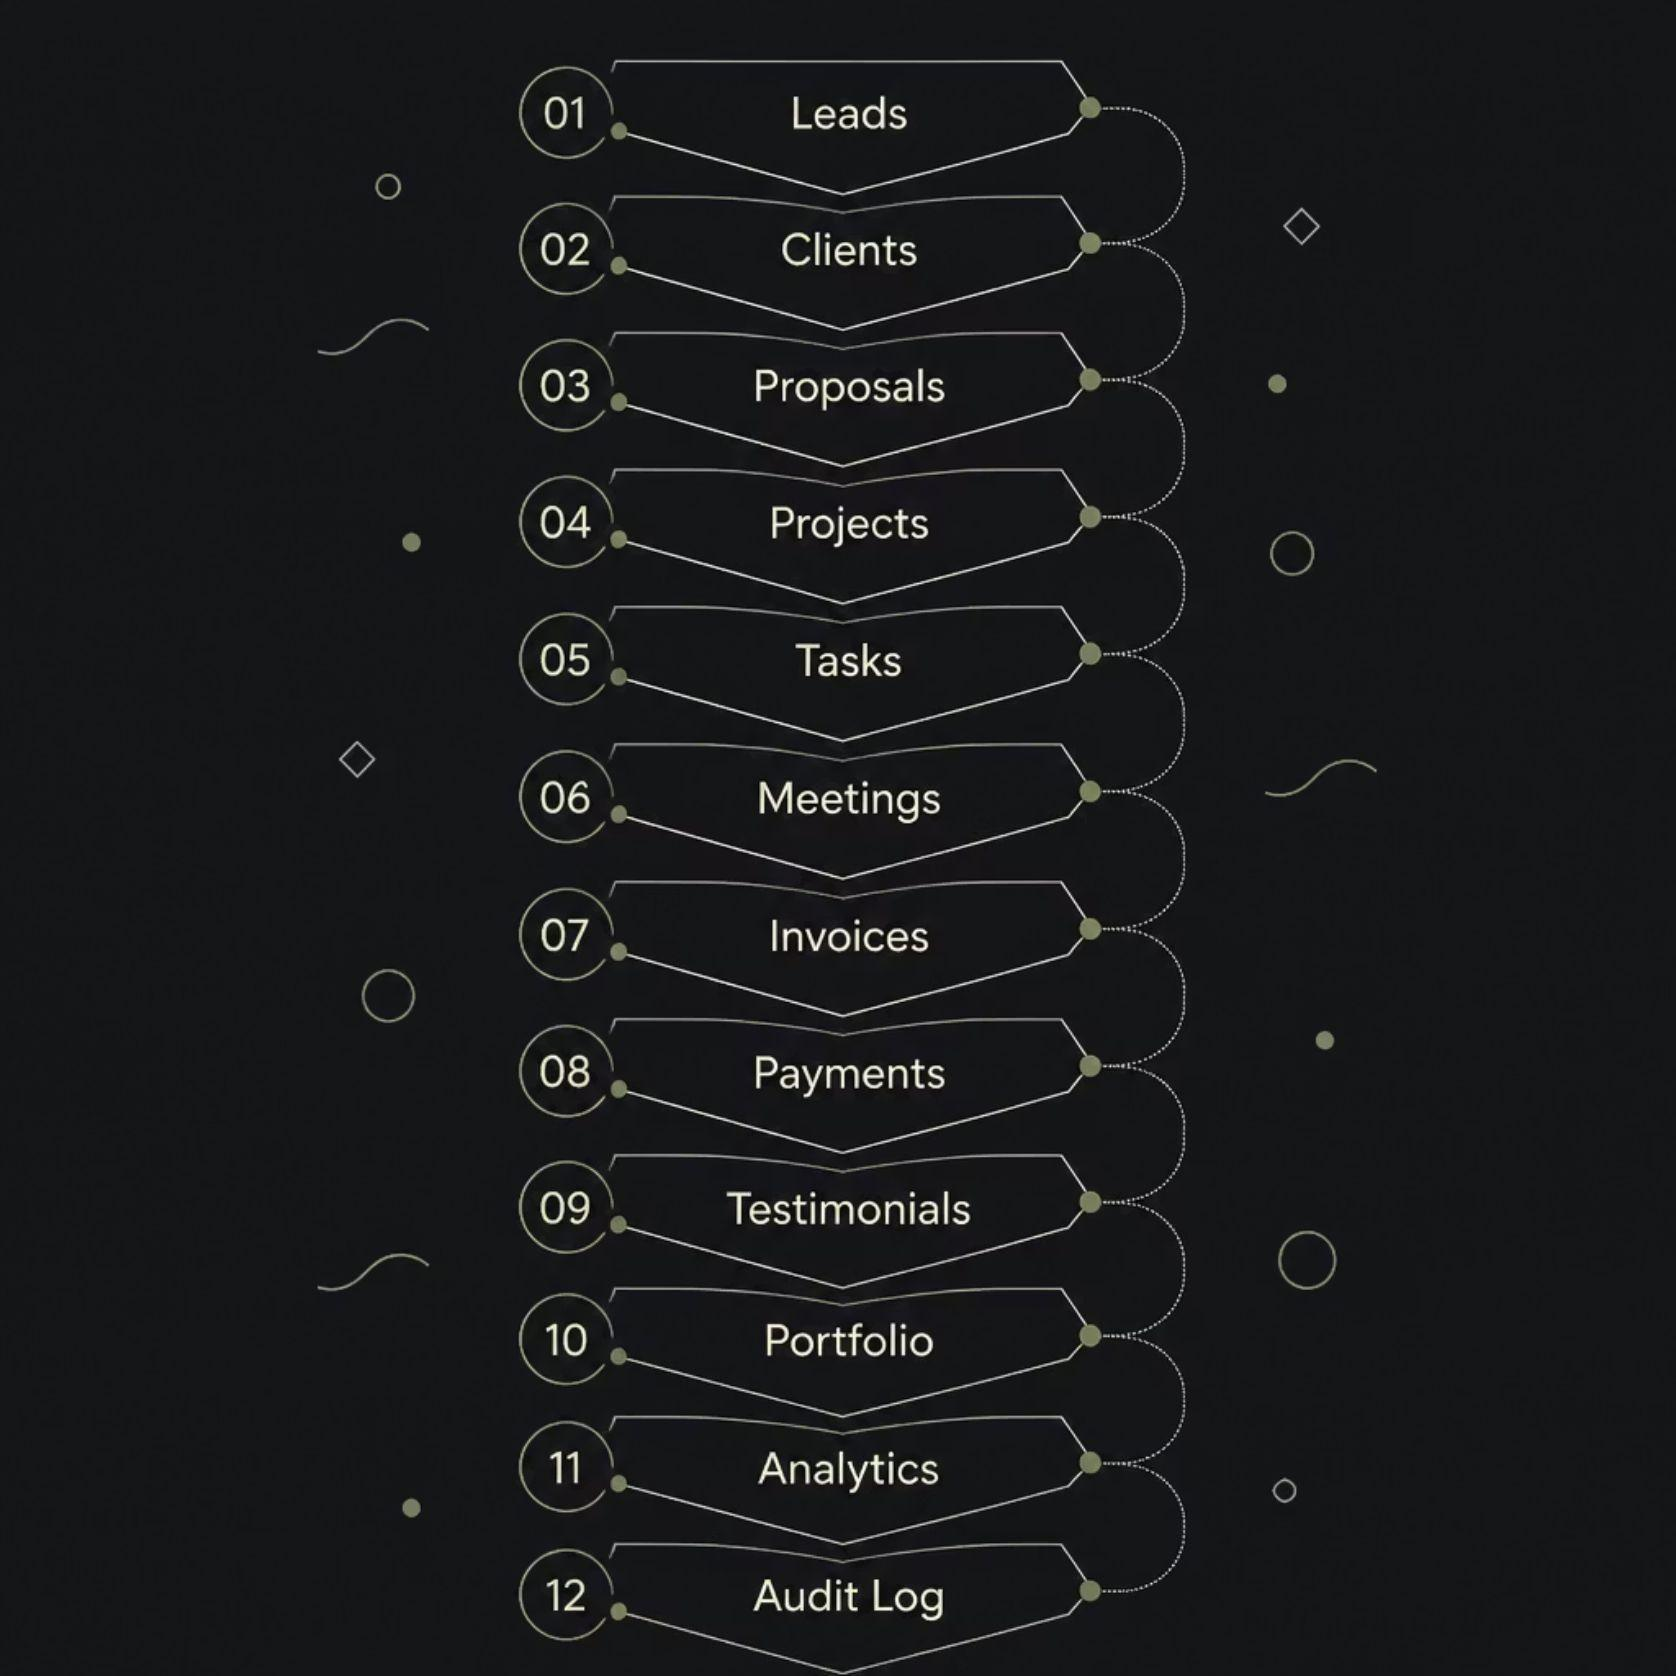 01 Leads
02 Clients
03 Proposals
04 Projects
05 Tasks
06 Meetings
07 Invoices
08 Payments
09 Testimonials
10 Portfolio
11 Analytics
12 Audit Log